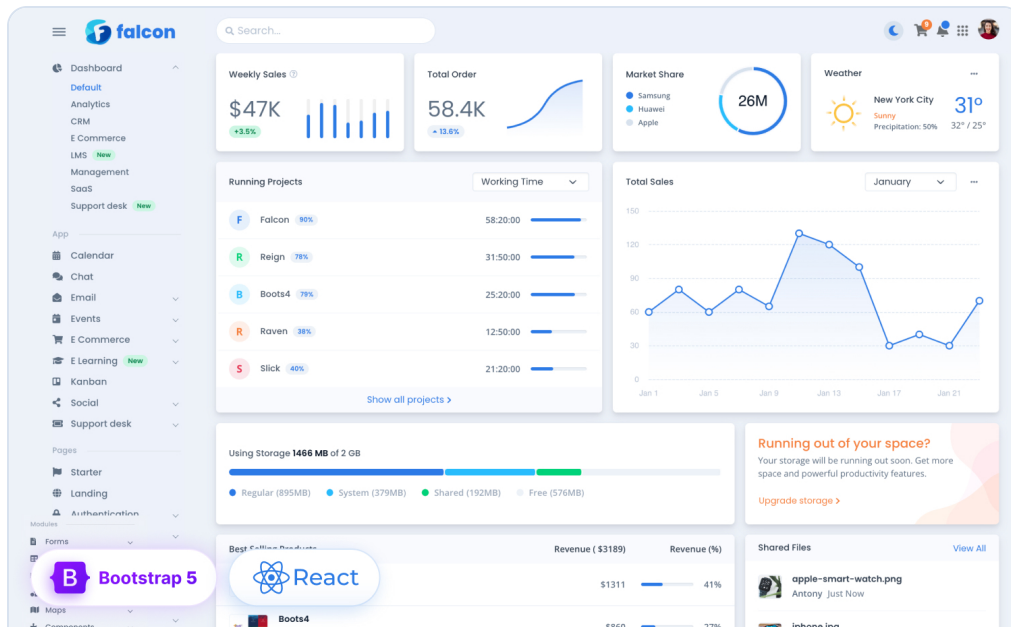 falcon
Search...
9
Dashboard
Default
Analytics
CRM
E Commerce
LMS New
Management
SaaS
Support desk New
App
Calendar
Chat
Email
Events
E Commerce
E Learning New
Kanban
Social
Support desk
Pages
Starter
Landing
Authentication
Modules
Forms
Maps
Components
B Bootstrap 5
React
Weekly Sales
$47K
+3.5%
Total Order
58.4K
13.6%
Market Share
Samsung
Huawei
Apple
26M
Weather
New York City
Sunny
Precipitation: 50%
31°
32° / 25°
Running Projects
Working Time
F Falcon 90% 58:20:00
R Reign 78% 31:50:00
B Boots4 79% 25:20:00
R Raven 38% 12:50:00
S Slick 40% 21:20:00
Show all projects
Total Sales
January
150
120
90
60
30
0
Jan 1 Jan 5 Jan 9 Jan 13 Jan 17 Jan 21
Using Storage 1466 MB of 2 GB
Regular (895MB) System (379MB) Shared (192MB) Free (576MB)
Running out of your space?
Your storage will be running out soon. Get more
space and powerful productivity features.
Upgrade storage
Best Selling Products Revenue ( $3189) Revenue (%)
$1311 41%
Boots4
$860 27%
Shared Files View All
apple-smart-watch.png
Antony Just Now
iphone.jpg